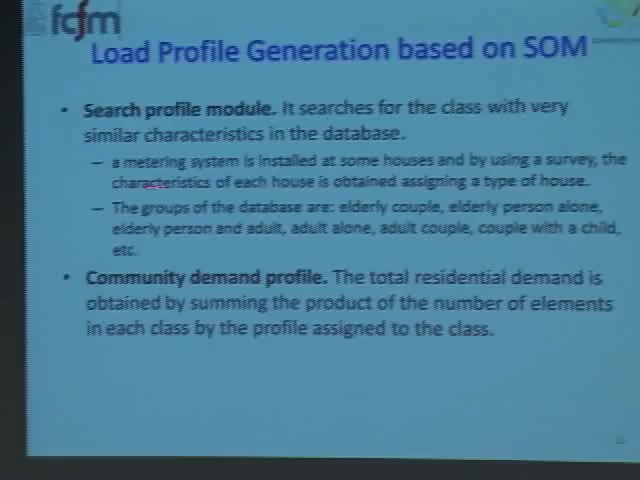 fcfm
Load Profile Generation based on SOM
• Search profile module. It searches for the class with very
similar characteristics in the database.
– a metering system is installed at some houses and by using a survey, the
characteristics of each house is obtained assigning a type of house.
– The groups of the database are: elderly couple, elderly person alone,
elderly person and adult, adult alone, adult couple, couple with a child,
etc.
• Community demand profile. The total residential demand is
obtained by summing the product of the number of elements
in each class by the profile assigned to the class.